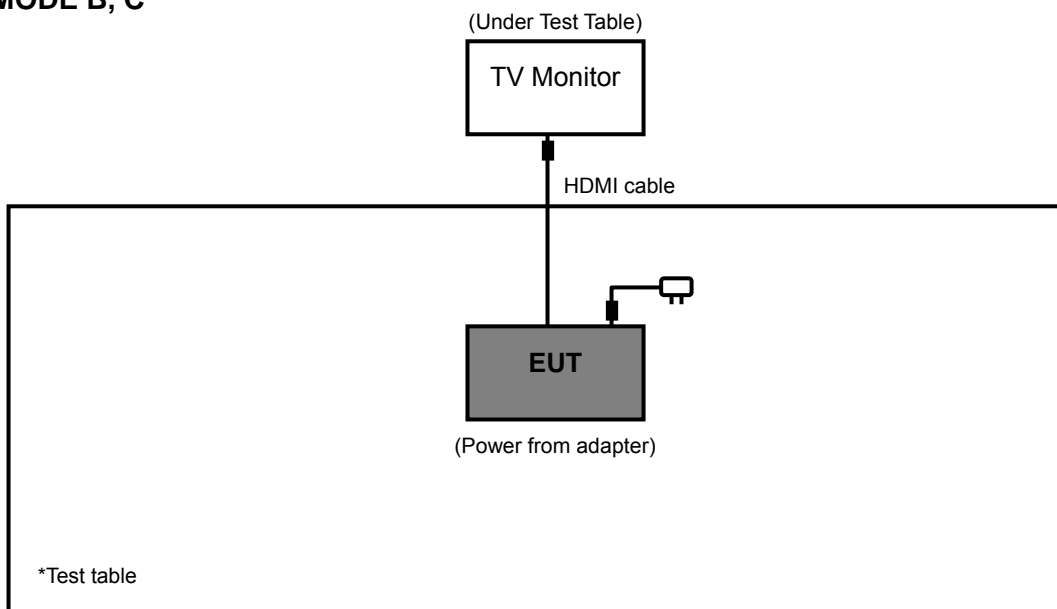 MODE B, C
(Under Test Table)
TV Monitor
HDMI cable
EUT
(Power from adapter)
*Test table